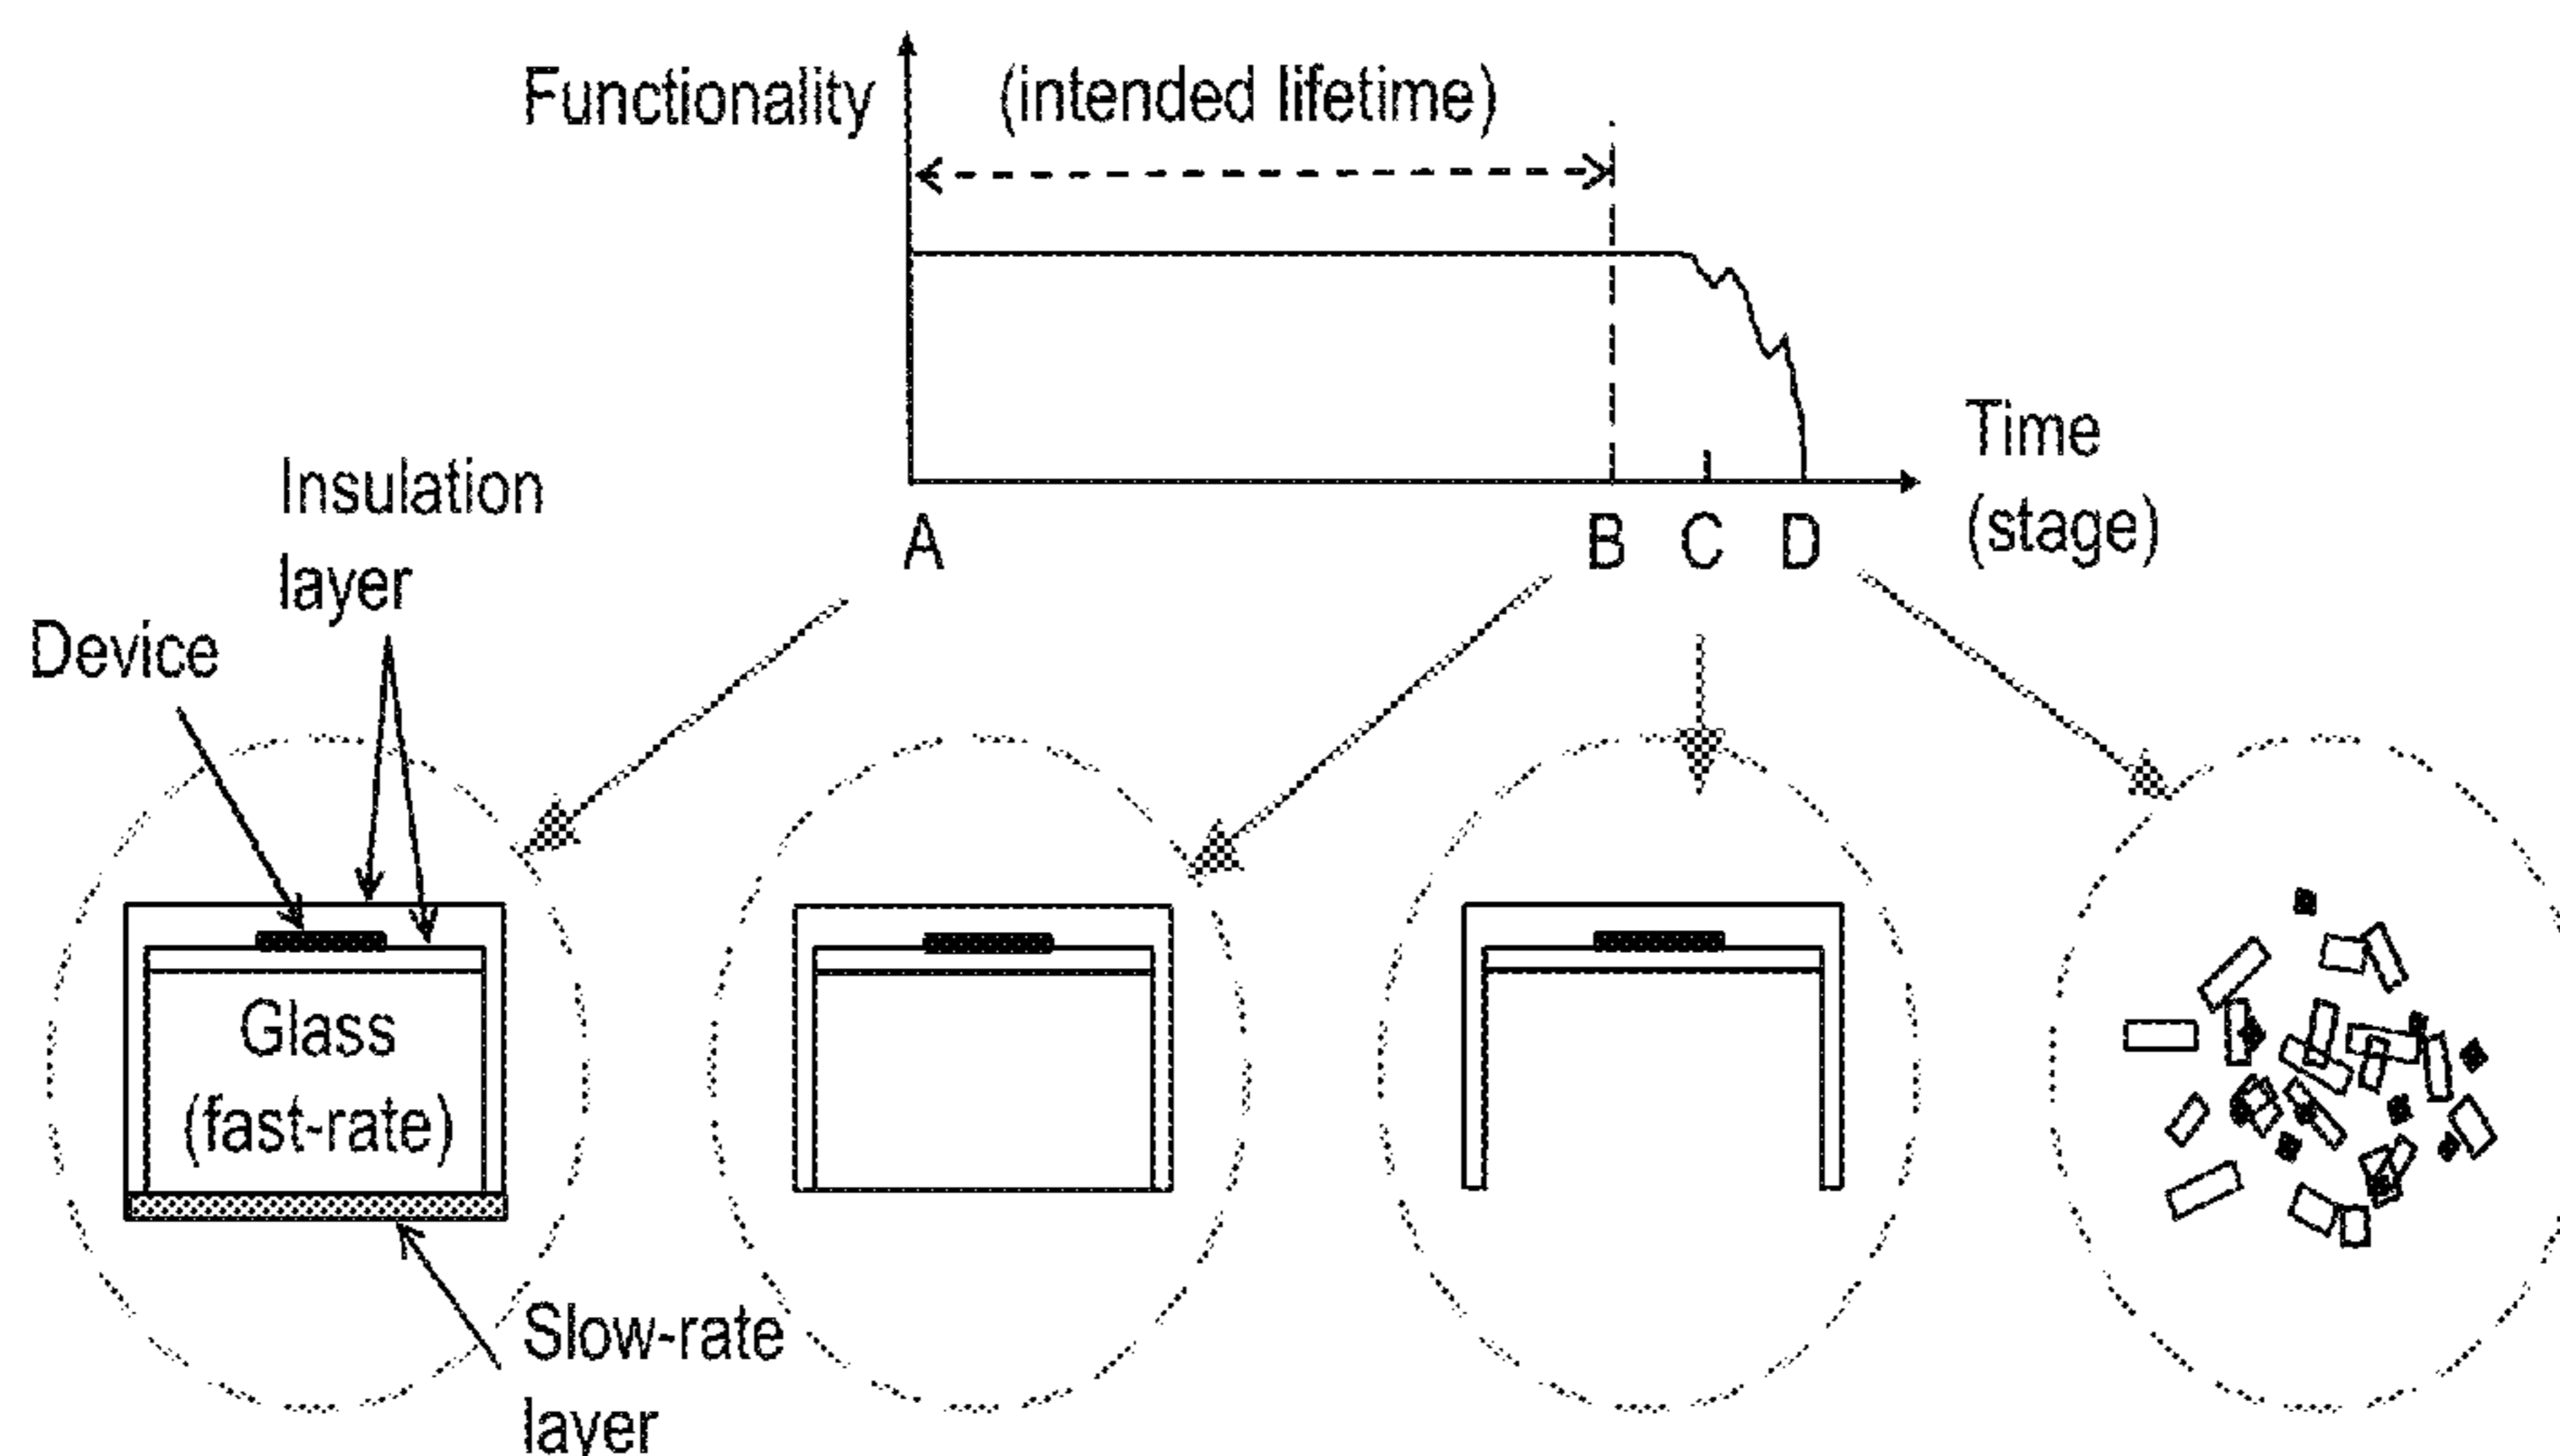 Functionality
(intended lifetime)
Time
(stage)
A
B
C
D
Insulation
layer
Device
Glass
(fast-rate)
Slow-rate
layer